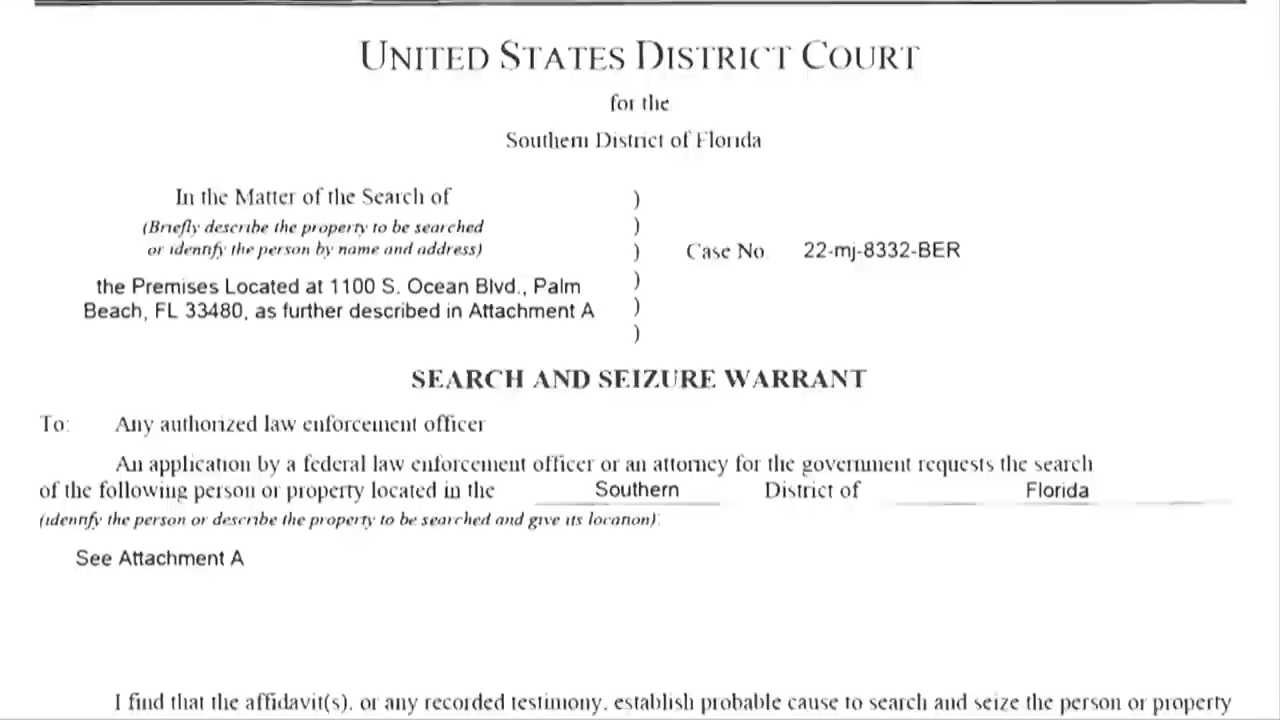 UNITED STATES DISTRICT COURT
for the
Southern District of Florida
In the Matter of the Search of
(Briefly describe the property to be searched
or identify the person by name and address)
the Premises Located at 1100 S. Ocean Blvd., Palm
Beach, FL 33480, as further described in Attachment A
)
)
)
)
)
)
Case No. 22-mj-8332-BER
SEARCH AND SEIZURE WARRANT
To: Any authorized law enforcement officer
An application by a federal law enforcement officer or an attorney for the government requests the search
of the following person or property located in the Southern District of Florida
(identify the person or describe the property to be searched and give its location):
See Attachment A
I find that the affidavit(s), or any recorded testimony, establish probable cause to search and seize the person or property